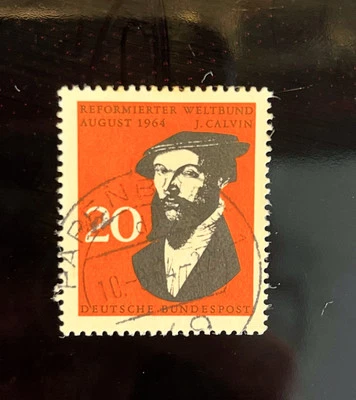 REFORMIERTER WELTBUND
AUGUST 1964 J. CALVIN
20
DEUTSCHE BUNDESPOST